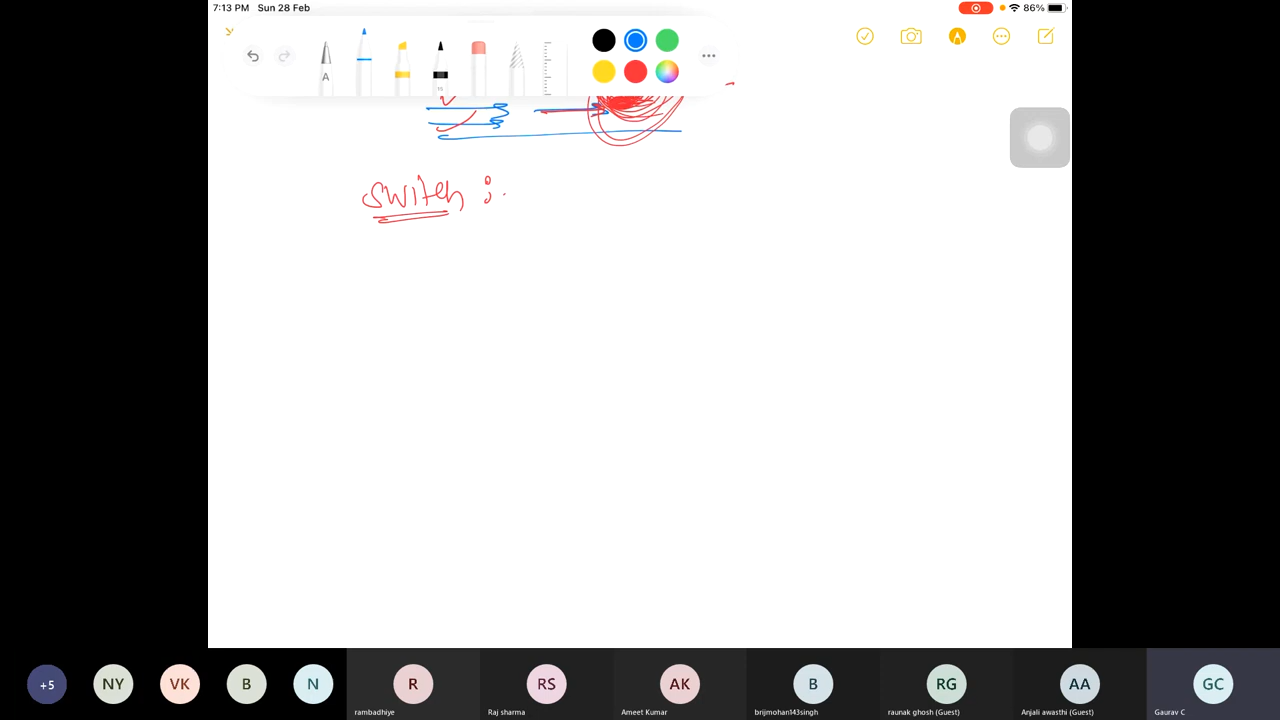 7:13 PM Sun 28 Feb
86%
A
switch :
+5
NY
VK
B
N
R
RS
AK
B
RG
AA
GC
rambadhiye
Raj sharma
Ameet Kumar
brijmohan143singh
raunak ghosh (Guest)
Anjali awasthi (Guest)
Gaurav C